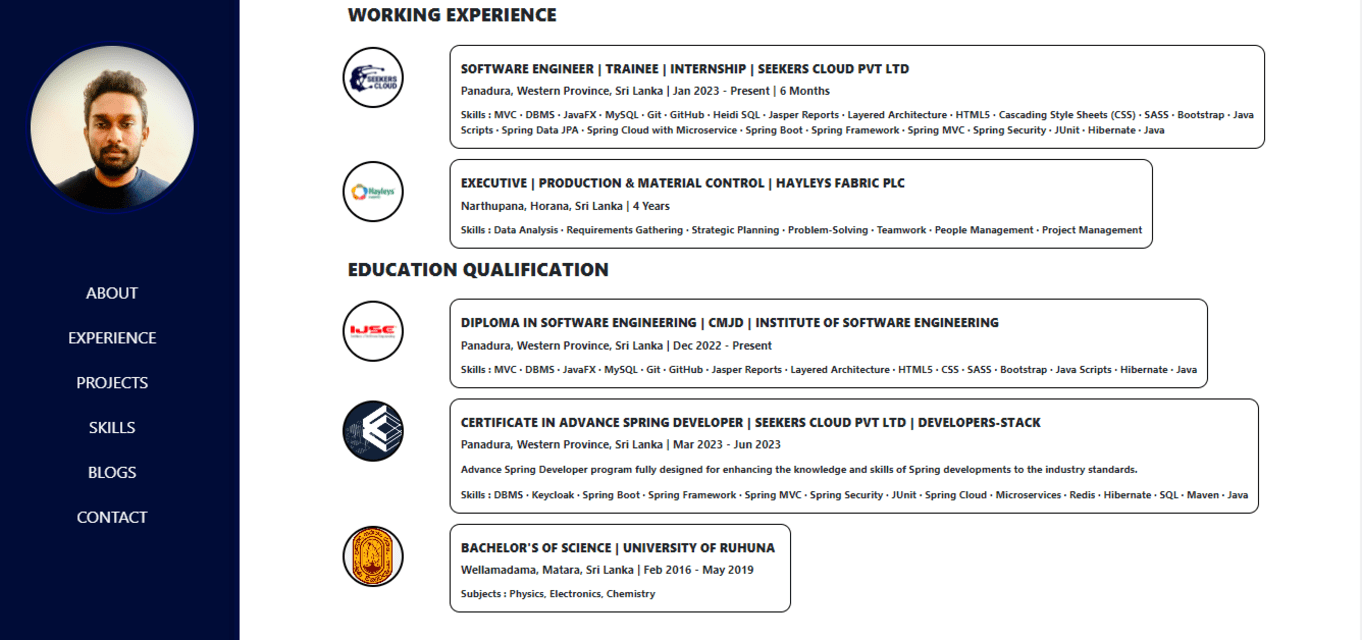 WORKING EXPERIENCE
SEEKERS
CLOUD
SOFTWARE ENGINEER | TRAINEE | INTERNSHIP | SEEKERS CLOUD PVT LTD
Panadura, Western Province, Sri Lanka | Jan 2023 - Present | 6 Months
Skills : MVC · DBMS · JavaFX · MySQL · Git · GitHub · Heidi SQL · Jasper Reports · Layered Architecture · HTML5 · Cascading Style Sheets (CSS) · SASS · Bootstrap · Java
Scripts · Spring Data JPA · Spring Cloud with Microservice · Spring Boot · Spring Framework · Spring MVC · Spring Security · JUnit · Hibernate · Java
Hayleys
EXECUTIVE | PRODUCTION & MATERIAL CONTROL | HAYLEYS FABRIC PLC
Narthupana, Horana, Sri Lanka | 4 Years
Skills : Data Analysis · Requirements Gathering · Strategic Planning · Problem-Solving · Teamwork · People Management · Project Management
EDUCATION QUALIFICATION
IJSE
DIPLOMA IN SOFTWARE ENGINEERING | CMJD | INSTITUTE OF SOFTWARE ENGINEERING
Panadura, Western Province, Sri Lanka | Dec 2022 - Present
Skills : MVC · DBMS · JavaFX · MySQL · Git · GitHub · Jasper Reports · Layered Architecture · HTML5 · CSS · SASS · Bootstrap · Java Scripts · Hibernate · Java
CERTIFICATE IN ADVANCE SPRING DEVELOPER | SEEKERS CLOUD PVT LTD | DEVELOPERS-STACK
Panadura, Western Province, Sri Lanka | Mar 2023 - Jun 2023
Advance Spring Developer program fully designed for enhancing the knowledge and skills of Spring developments to the industry standards.
Skills : DBMS · Keycloak · Spring Boot · Spring Framework · Spring MVC · Spring Security · JUnit · Spring Cloud · Microservices · Redis · Hibernate · SQL · Maven · Java
BACHELOR'S OF SCIENCE | UNIVERSITY OF RUHUNA
Wellamadama, Matara, Sri Lanka | Feb 2016 - May 2019
Subjects : Physics, Electronics, Chemistry
ABOUT
EXPERIENCE
PROJECTS
SKILLS
BLOGS
CONTACT